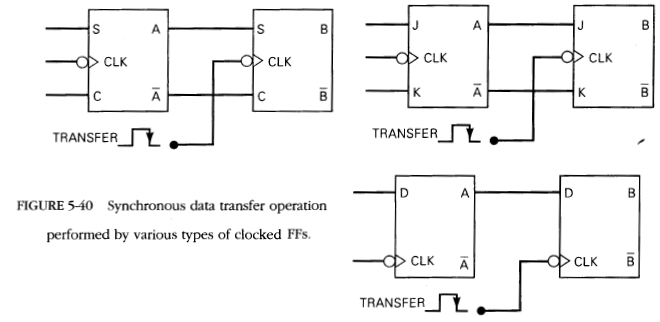 S A S B
CLK CLK
C A̅ C B̅
TRANSFER
J A J B
CLK CLK
K A̅ K B̅
TRANSFER
FIGURE 5-40 Synchronous data transfer operation
performed by various types of clocked FFs.
D A D B
CLK A̅ CLK B̅
TRANSFER